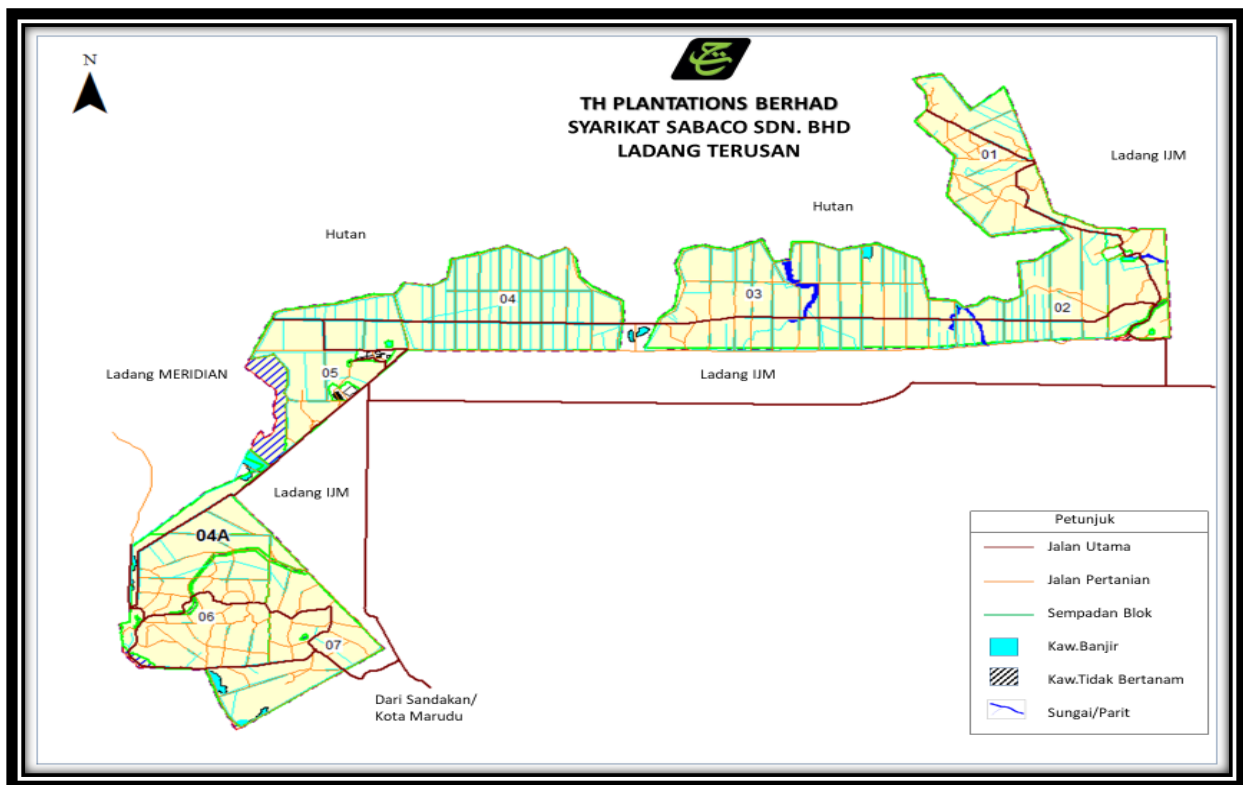 N
TH PLANTATIONS BERHAD
SYARIKAT SABACO SDN. BHD
LADANG TERUSAN
01
Ladang IJM
Hutan
Hutan
04
03
02
Ladang MERIDIAN
05
Ladang IJM
Ladang IJM
04A
06
07
Dari Sandakan/
Kota Marudu
Petunjuk
Jalan Utama
Jalan Pertanian
Sempadan Blok
Kaw.Banjir
Kaw.Tidak Bertanam
Sungai/Parit